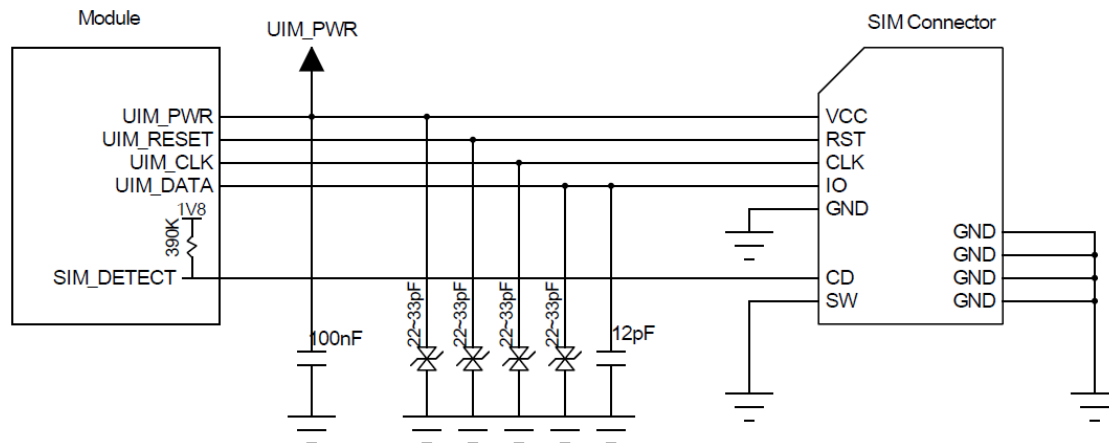 Module
SIM Connector
UIM_PWR
UIM_PWR
VCC
UIM_RESET
RST
UIM_CLK
CLK
UIM_DATA
IO
1V8
GND
390K
GND
GND
SIM_DETECT
CD
GND
SW
GND
100nF
22~33pF
22~33pF
22~33pF
22~33pF
12pF